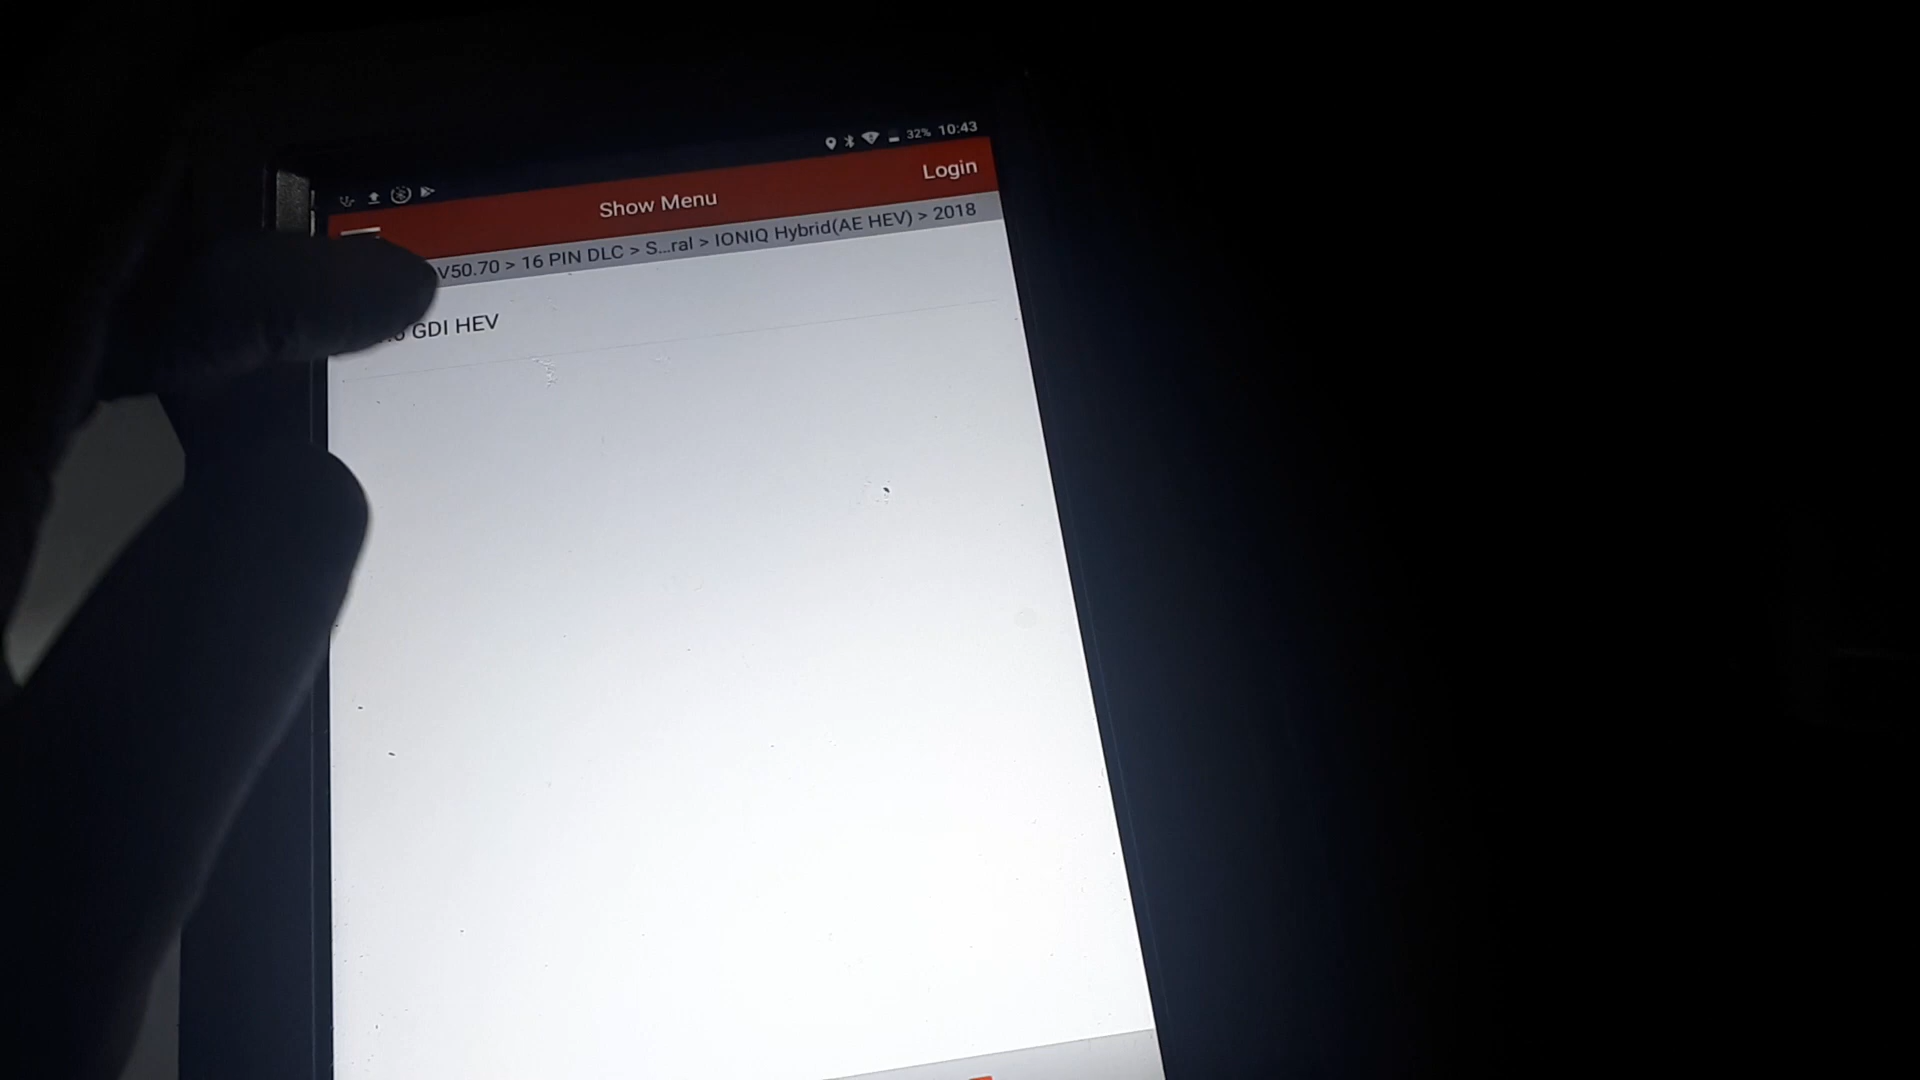 32% 10:43
Show Menu Login
V50.70 > 16 PIN DLC > S...ral > IONIQ Hybrid(AE HEV) > 2018
GDI HEV